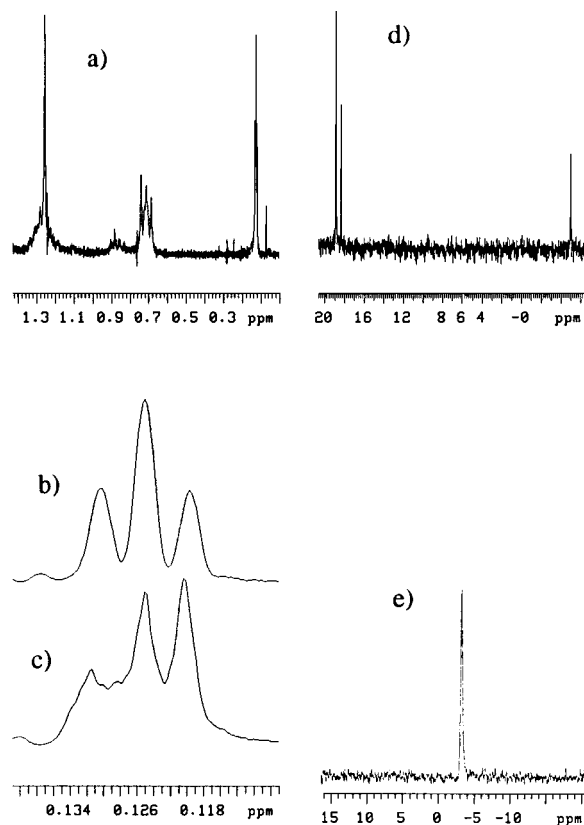 a)
d)
1.3 1.1 0.9 0.7 0.5 0.3 ppm
20 16 12 8 6 4 -0 ppm
b)
c)
e)
0.134 0.126 0.118 ppm
15 10 5 0 -5 -10 ppm